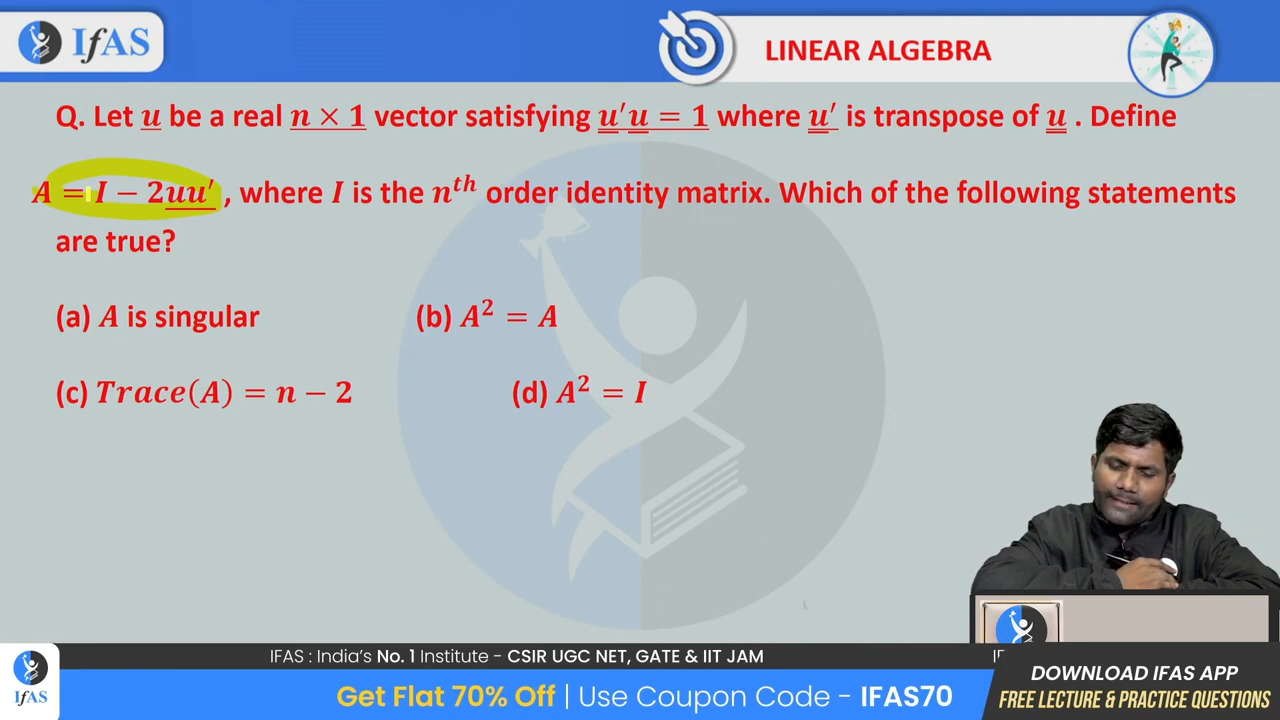 IfAS
LINEAR ALGEBRA
Q. Let u be a real n × 1 vector satisfying u′u = 1 where u′ is transpose of u . Define
A = I − 2uu′ , where I is the nᵗʰ order identity matrix. Which of the following statements
are true?
(a) A is singular (b) A² = A
(c) Trace(A) = n − 2 (d) A² = I
IFAS : India's No. 1 Institute - CSIR UGC NET, GATE & IIT JAM
IfAS
Get Flat 70% Off | Use Coupon Code - IFAS70
DOWNLOAD IFAS APP
FREE LECTURE & PRACTICE QUESTIONS